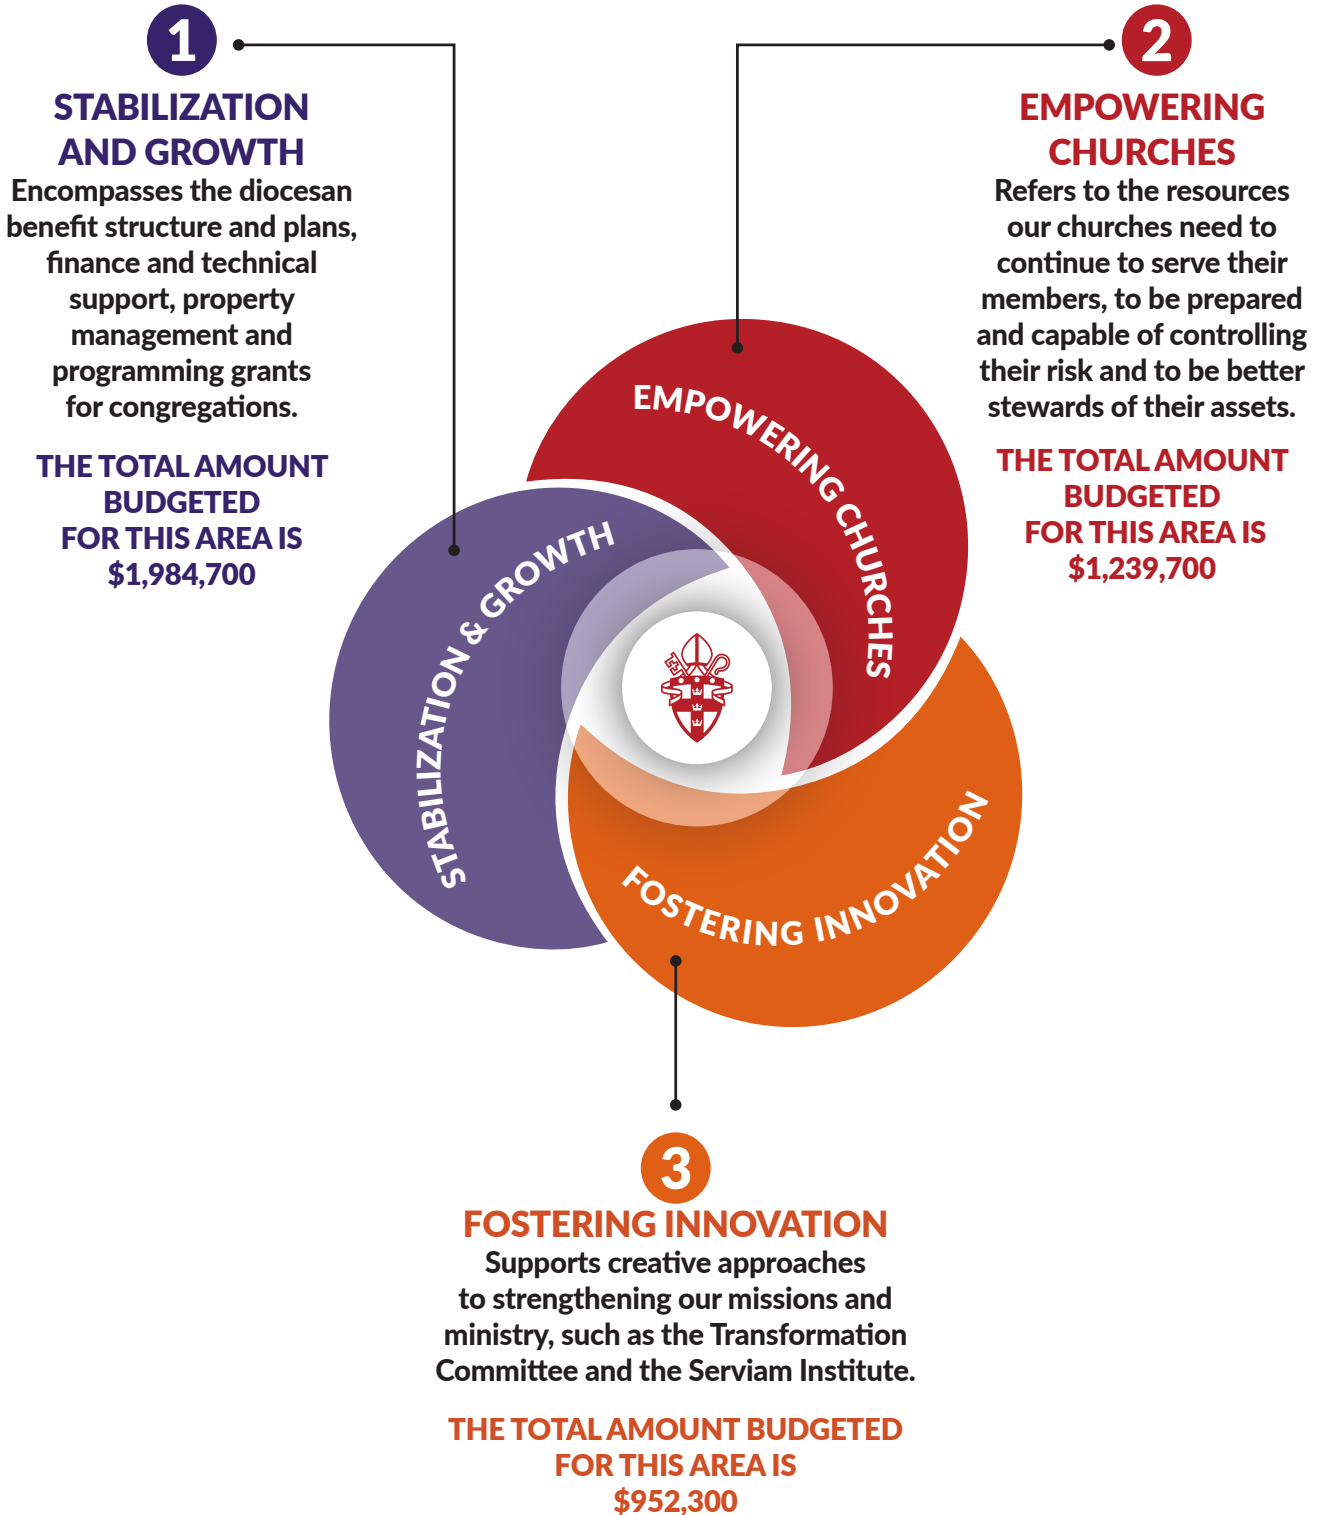 1
STABILIZATION
AND GROWTH
Encompasses the diocesan
benefit structure and plans,
finance and technical
support, property
management and
programming grants
for congregations.
THE TOTAL AMOUNT
BUDGETED
FOR THIS AREA IS
$1,984,700
2
EMPOWERING
CHURCHES
Refers to the resources
our churches need to
continue to serve their
members, to be prepared
and capable of controlling
their risk and to be better
stewards of their assets.
THE TOTAL AMOUNT
BUDGETED
FOR THIS AREA IS
$1,239,700
EMPOWERING CHURCHES
STABILIZATION & GROWTH
FOSTERING INNOVATION
3
FOSTERING INNOVATION
Supports creative approaches
to strengthening our missions and
ministry, such as the Transformation
Committee and the Serviam Institute.
THE TOTAL AMOUNT BUDGETED
FOR THIS AREA IS
$952,300